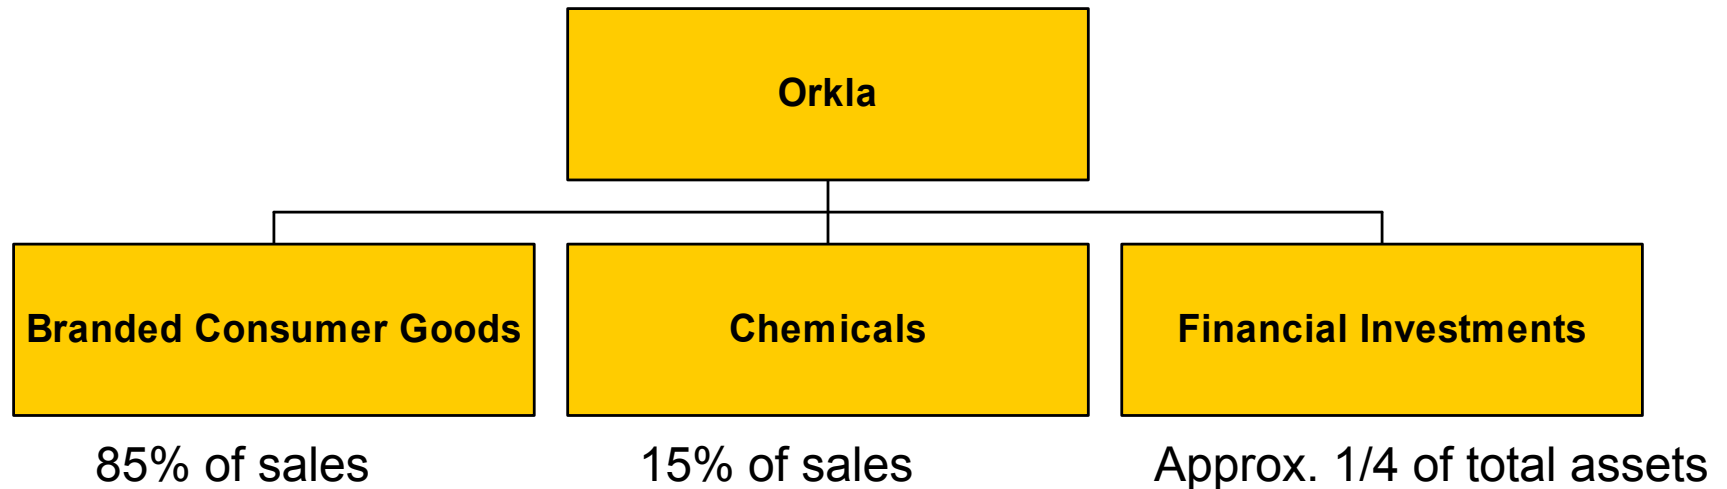 Orkla
Branded Consumer Goods
Chemicals
Financial Investments
85% of sales
15% of sales
Approx. 1/4 of total assets